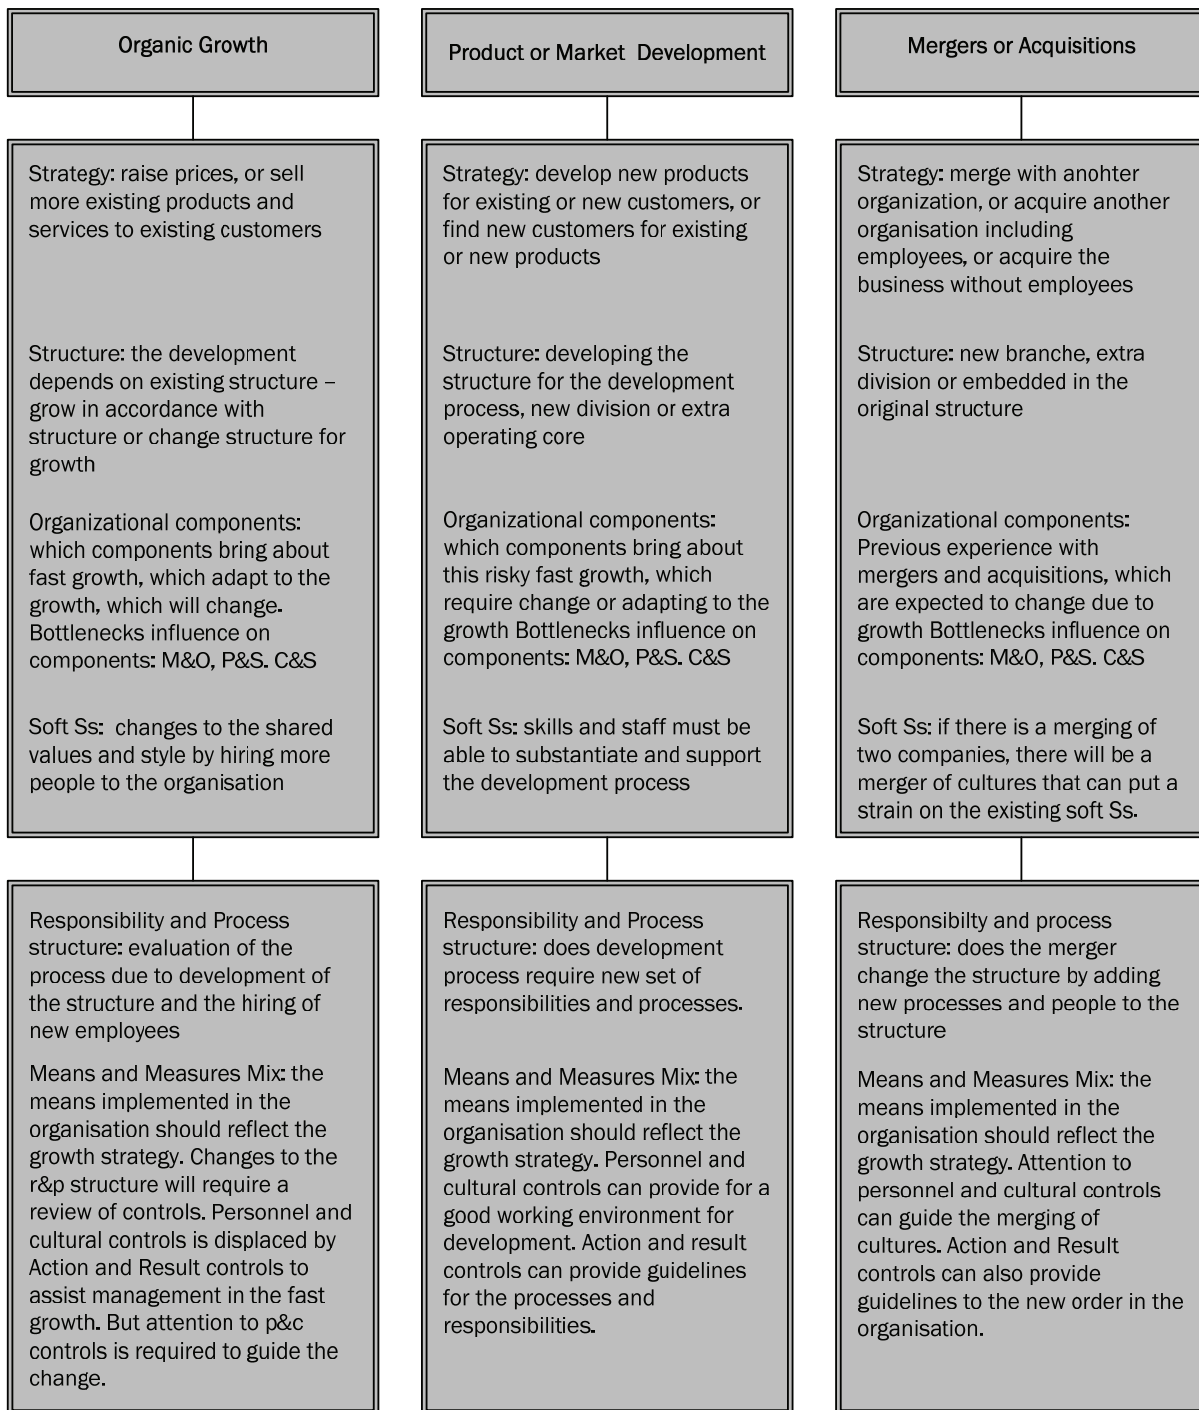 Organic Growth
Strategy: raise prices, or sell
more existing products and
services to existing customers
Structure: the development
depends on existing structure –
grow in accordance with
structure or change structure for
growth
Organizational components:
which components bring about
fast growth, which adapt to the
growth, which will change.
Bottlenecks influence on
components: M&O, P&S. C&S
Soft Ss:  changes to the shared
values and style by hiring more
people to the organisation
Responsibility and Process
structure: evaluation of the
process due to development of
the structure and the hiring of
new employees
Means and Measures Mix: the
means implemented in the
organisation should reflect the
growth strategy. Changes to the
r&p structure will require a
review of controls. Personnel and
cultural controls is displaced by
Action and Result controls to
assist management in the fast
growth. But attention to p&c
controls is required to guide the
change.
Product or Market  Development
Strategy: develop new products
for existing or new customers, or
find new customers for existing
or new products
Structure: developing the
structure for the development
process, new division or extra
operating core
Organizational components:
which components bring about
this risky fast growth, which
require change or adapting to the
growth Bottlenecks influence on
components: M&O, P&S. C&S
Soft Ss: skills and staff must be
able to substantiate and support
the development process
Responsibilty and Process
structure: does development
process require new set of
responsibilities and processes.
Means and Measures Mix: the
means implemented in the
organisation should reflect the
growth strategy. Personnel and
cultural controls can provide for a
good working environment for
development. Action and result
controls can provide guidelines
for the processes and
responsibilities.
Mergers or Acquisitions
Strategy: merge with anohter
organization, or acquire another
organisation including
employees, or acquire the
business without employees
Structure: new branche, extra
division or embedded in the
original structure
Organizational components:
Previous experience with
mergers and acquisitions, which
are expected to change due to
growth Bottlenecks influence on
components: M&O, P&S. C&S
Soft Ss: if there is a merging of
two companies, there will be a
merger of cultures that can put a
strain on the existing soft Ss.
Responsibilty and process
structure: does the merger
change the structure by adding
new processes and people to the
structure
Means and Measures Mix: the
means implemented in the
organisation should reflect the
growth strategy. Attention to
personnel and cultural controls
can guide the merging of
cultures. Action and Result
controls can also provide
guidelines to the new order in the
organisation.